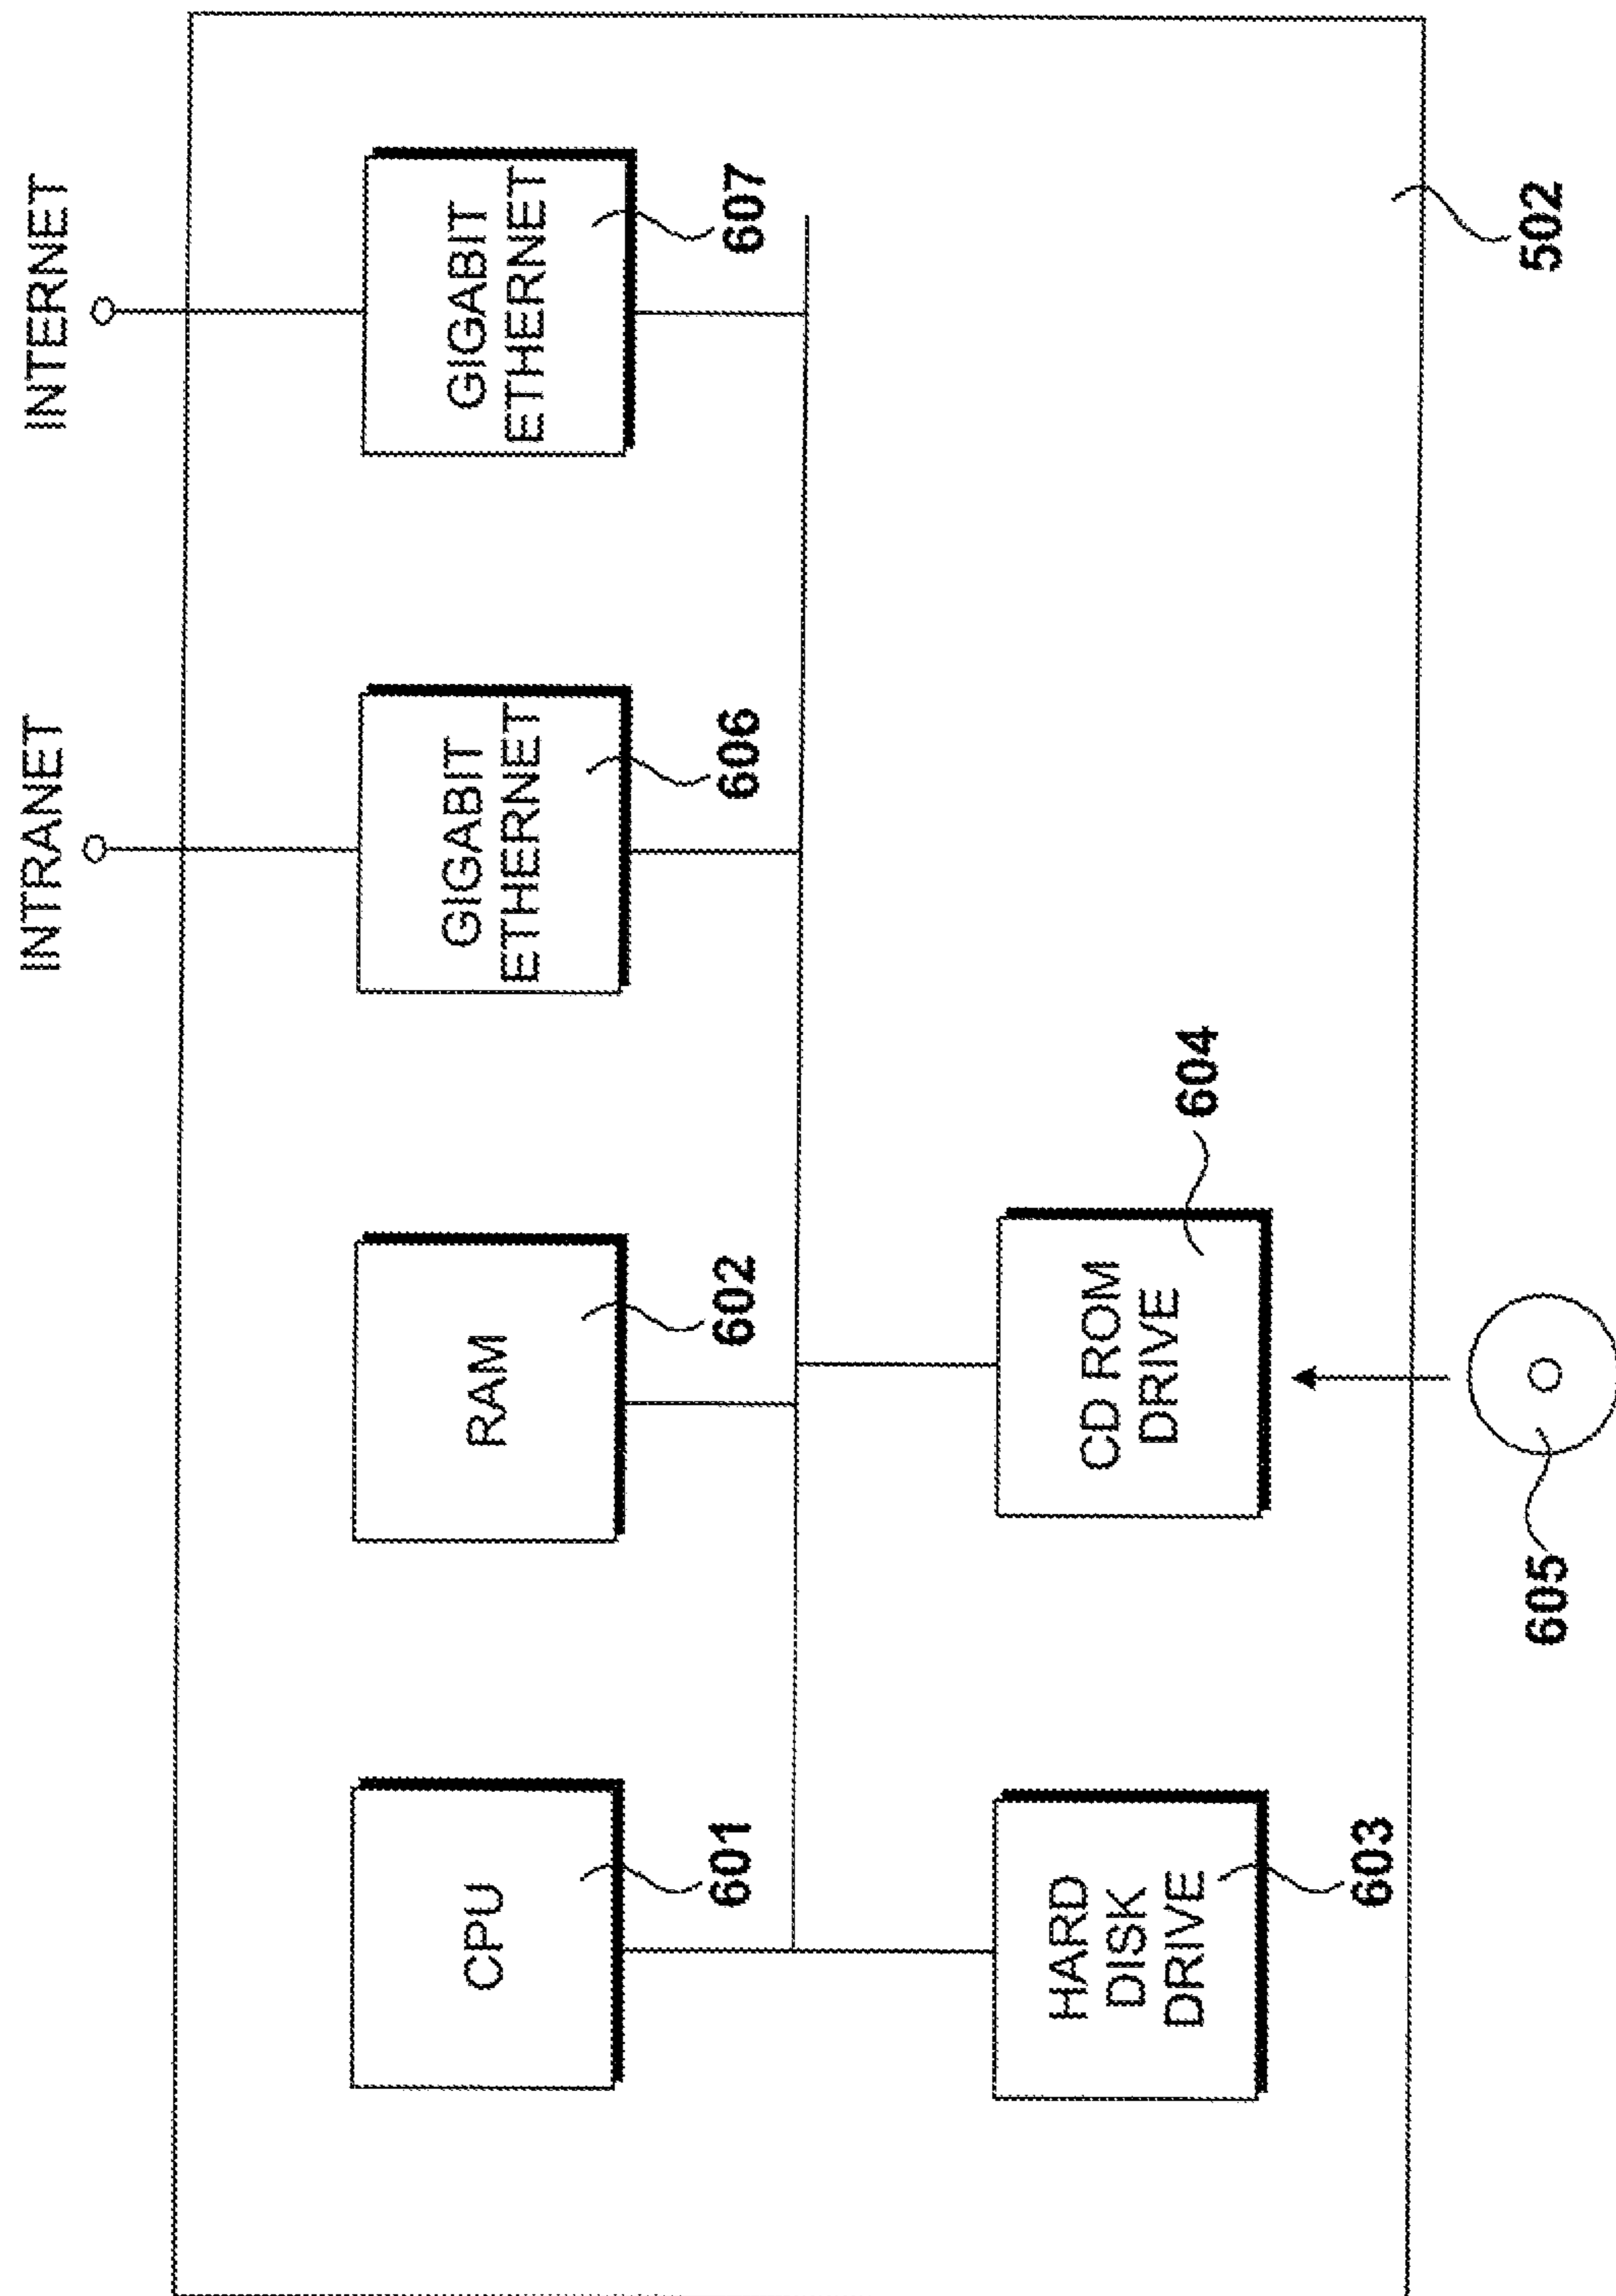 INTRANET
INTERNET
CPU
601
RAM
602
GIGABIT
ETHERNET
606
GIGABIT
ETHERNET
607
HARD
DISK
DRIVE
603
CD ROM
DRIVE
604
605
502